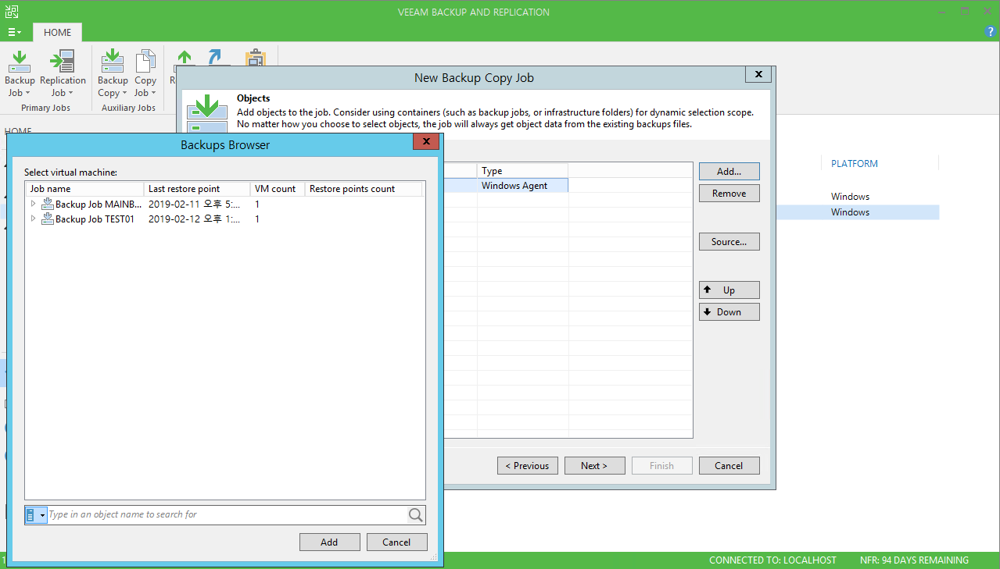 VEEAM BACKUP AND REPLICATION
HOME
Backup Job
Replication Job
Backup Copy
Copy Job
Primary Jobs
Auxiliary Jobs
HOME
New Backup Copy Job
Objects
Add objects to the job. Consider using containers (such as backup jobs, or infrastructure folders) for dynamic selection scope.
No matter how you choose to select objects, the job will always get object data from the existing backups files.
Type
Windows Agent
Add...
Remove
Source...
Up
Down
< Previous
Next >
Finish
Cancel
PLATFORM
Windows
Windows
Backups Browser
Select virtual machine:
Job name Last restore point VM count Restore points count
Backup Job MAINB... 2019-02-11 오후 5:... 1
Backup Job TEST01 2019-02-12 오후 1:... 1
Type in an object name to search for
Add
Cancel
CONNECTED TO: LOCALHOST
NFR: 94 DAYS REMAINING